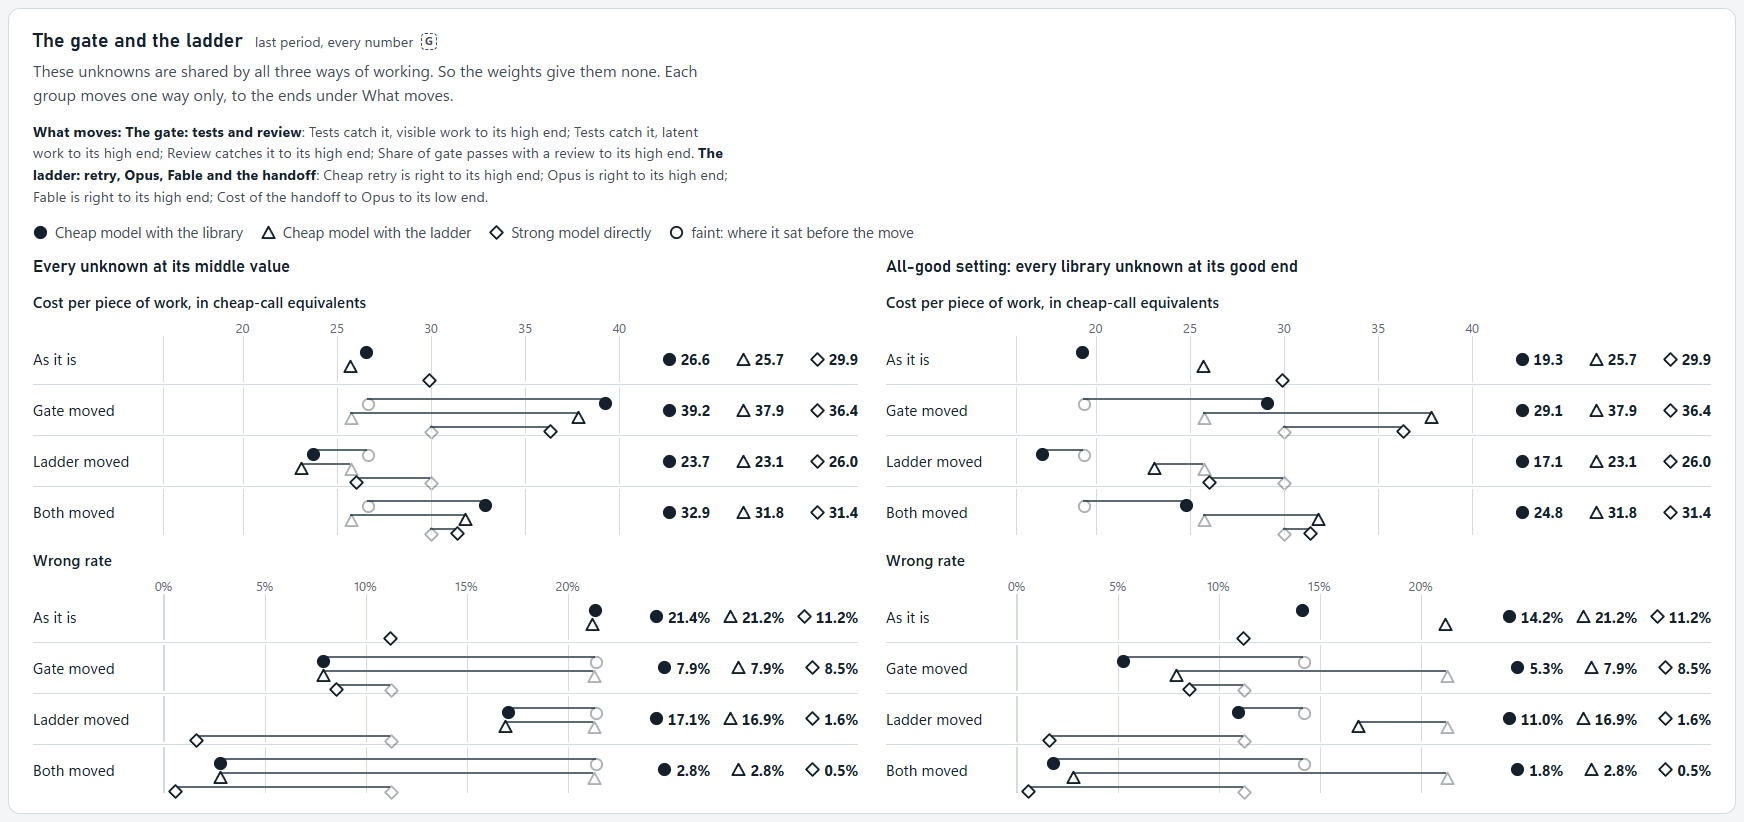 The gate and the ladder last period, every number G
These unknowns are shared by all three ways of working. So the weights give them none. Each
group moves one way only, to the ends under What moves.
What moves: The gate: tests and review: Tests catch it, visible work to its high end; Tests catch it, latent
work to its high end; Review catches it to its high end; Share of gate passes with a review to its high end. The
ladder: retry, Opus, Fable and the handoff: Cheap retry is right to its high end; Opus is right to its high end;
Fable is right to its high end; Cost of the handoff to Opus to its low end.
Cheap model with the library Cheap model with the ladder Strong model directly faint: where it sat before the move
Every unknown at its middle value
Cost per piece of work, in cheap-call equivalents
20 25 30 35 40
As it is 26.6 25.7 29.9
Gate moved 39.2 37.9 36.4
Ladder moved 23.7 23.1 26.0
Both moved 32.9 31.8 31.4
Wrong rate
0% 5% 10% 15% 20%
As it is 21.4% 21.2% 11.2%
Gate moved 7.9% 7.9% 8.5%
Ladder moved 17.1% 16.9% 1.6%
Both moved 2.8% 2.8% 0.5%
All-good setting: every library unknown at its good end
Cost per piece of work, in cheap-call equivalents
20 25 30 35 40
As it is 19.3 25.7 29.9
Gate moved 29.1 37.9 36.4
Ladder moved 17.1 23.1 26.0
Both moved 24.8 31.8 31.4
Wrong rate
0% 5% 10% 15% 20%
As it is 14.2% 21.2% 11.2%
Gate moved 5.3% 7.9% 8.5%
Ladder moved 11.0% 16.9% 1.6%
Both moved 1.8% 2.8% 0.5%